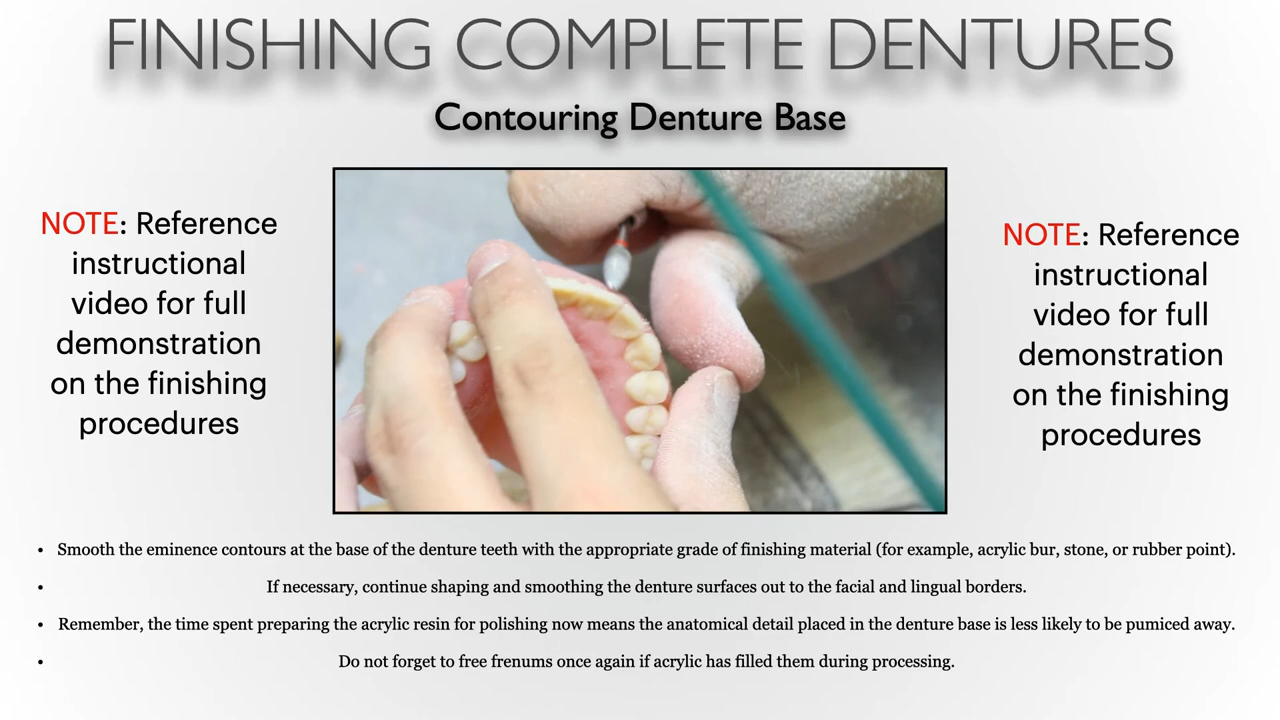 FINISHING COMPLETE DENTURES
Contouring Denture Base
NOTE: Reference
instructional
video for full
demonstration
on the finishing
procedures
NOTE: Reference
instructional
video for full
demonstration
on the finishing
procedures
• Smooth the eminence contours at the base of the denture teeth with the appropriate grade of finishing material (for example, acrylic bur, stone, or rubber point).
• If necessary, continue shaping and smoothing the denture surfaces out to the facial and lingual borders.
• Remember, the time spent preparing the acrylic resin for polishing now means the anatomical detail placed in the denture base is less likely to be pumiced away.
• Do not forget to free frenums once again if acrylic has filled them during processing.